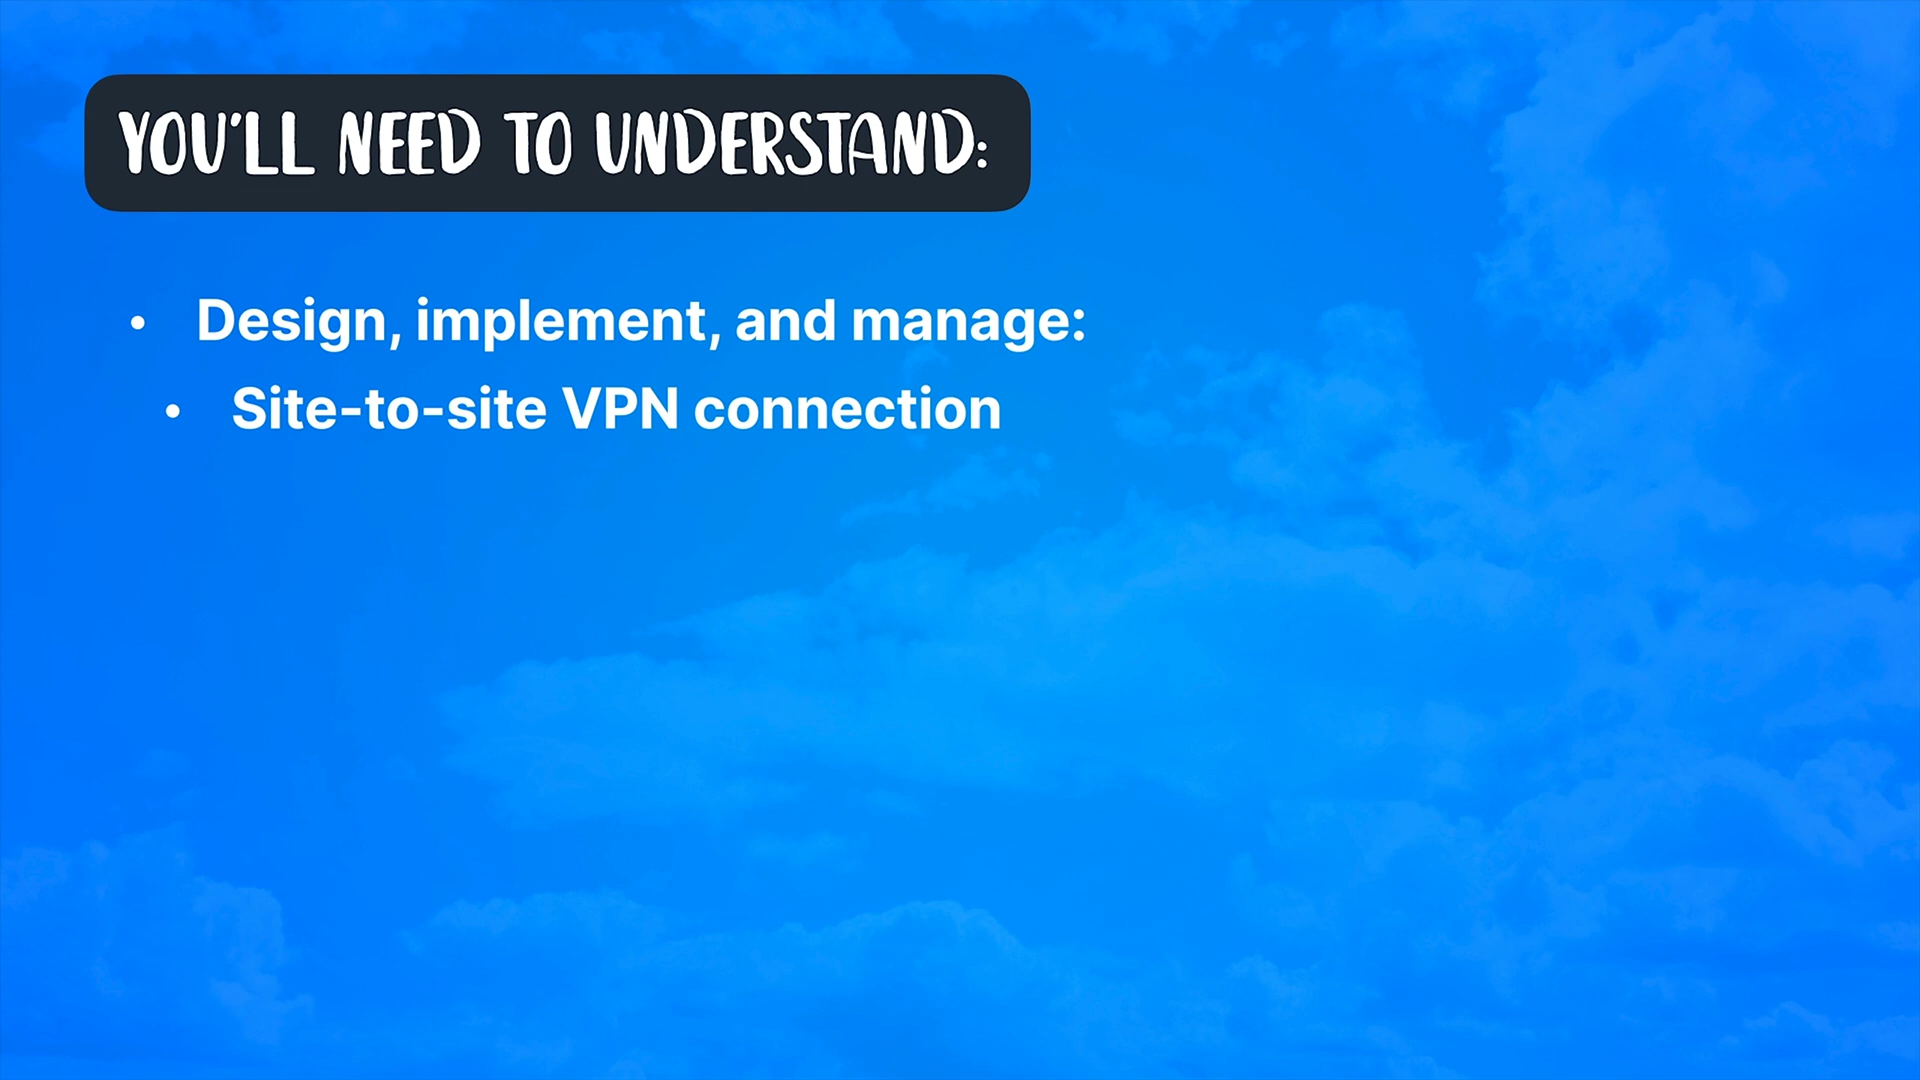 YOU'LL NEED TO UNDERSTAND:
• Design, implement, and manage:
• Site-to-site VPN connection